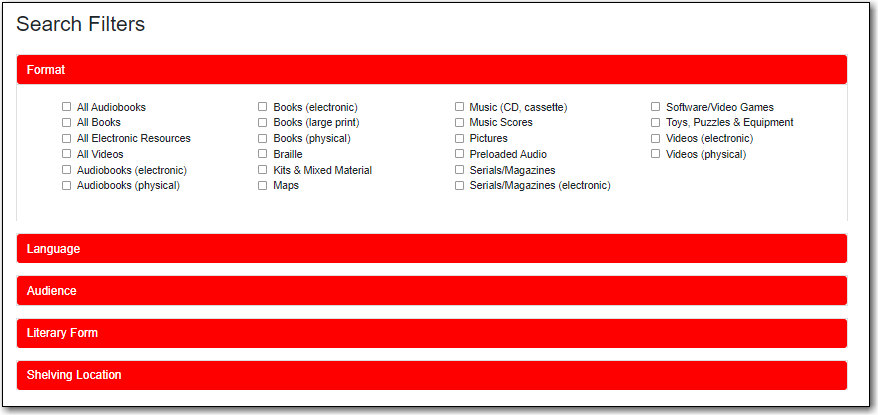 Search Filters
Format
All Audiobooks
All Books
All Electronic Resources
All Videos
Audiobooks (electronic)
Audiobooks (physical)
Books (electronic)
Books (large print)
Books (physical)
Braille
Kits & Mixed Material
Maps
Music (CD, cassette)
Music Scores
Pictures
Preloaded Audio
Serials/Magazines
Serials/Magazines (electronic)
Software/Video Games
Toys, Puzzles & Equipment
Videos (electronic)
Videos (physical)
Language
Audience
Literary Form
Shelving Location